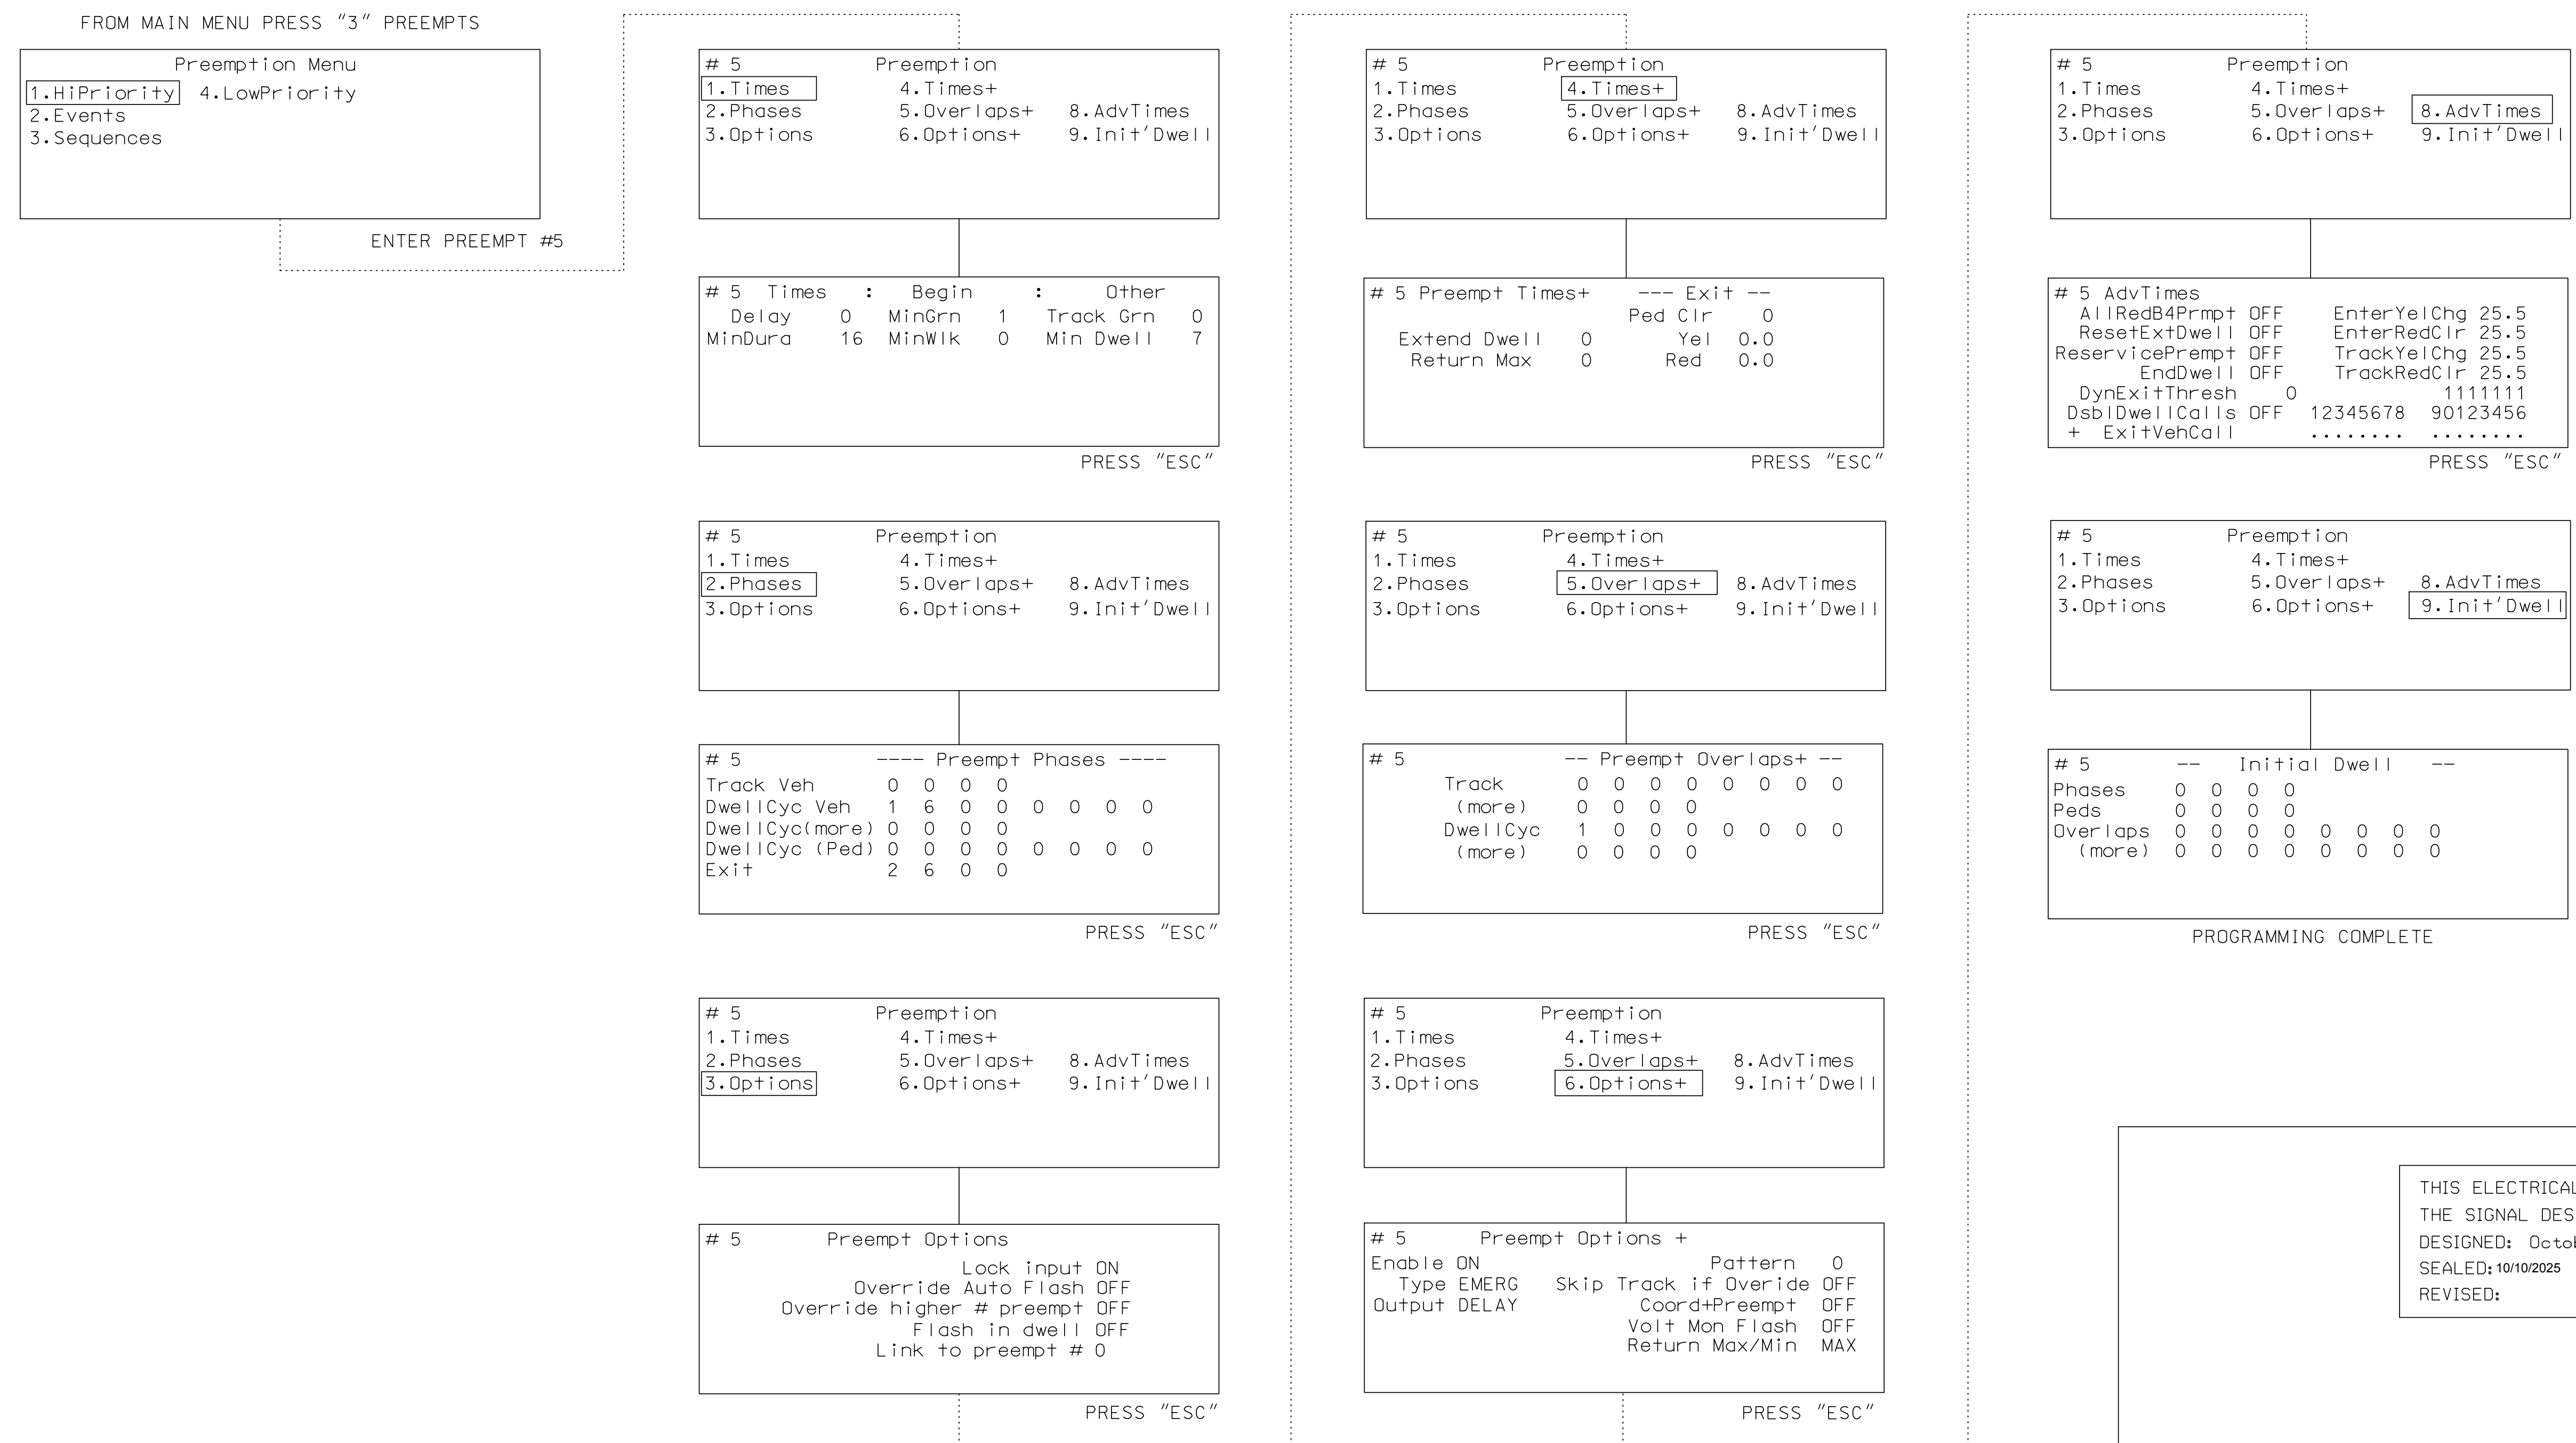 FROM MAIN MENU PRESS "3" PREEMPTS
Preemption Menu
1.HiPriority 4.LowPriority
2.Events
3.Sequences
ENTER PREEMPT #5
# 5 Preemption
1.Times 4.Times+
2.Phases 5.Overlaps+ 8.AdvTimes
3.Options 6.Options+ 9.Init'Dwell
# 5 Times : Begin : Other
Delay 0 MinGrn 1 Track Grn 0
MinDura 16 MinWlk 0 Min Dwell 7
PRESS "ESC"
# 5 Preemption
1.Times 4.Times+
2.Phases 5.Overlaps+ 8.AdvTimes
3.Options 6.Options+ 9.Init'Dwell
# 5 ---- Preempt Phases ----
Track Veh 0 0 0 0
DwellCyc Veh 1 6 0 0 0 0 0 0
DwellCyc(more) 0 0 0 0
DwellCyc (Ped) 0 0 0 0 0 0 0 0
Exit 2 6 0 0
PRESS "ESC"
# 5 Preemption
1.Times 4.Times+
2.Phases 5.Overlaps+ 8.AdvTimes
3.Options 6.Options+ 9.Init'Dwell
# 5 Preempt Options
Lock input ON
Override Auto Flash OFF
Override higher # preempt OFF
Flash in dwell OFF
Link to preempt # 0
PRESS "ESC"
# 5 Preemption
1.Times 4.Times+
2.Phases 5.Overlaps+ 8.AdvTimes
3.Options 6.Options+ 9.Init'Dwell
# 5 Preempt Times+ --- Exit --
Ped Clr 0
Extend Dwell 0 Yel 0.0
Return Max 0 Red 0.0
PRESS "ESC"
# 5 Preemption
1.Times 4.Times+
2.Phases 5.Overlaps+ 8.AdvTimes
3.Options 6.Options+ 9.Init'Dwell
# 5 -- Preempt Overlaps+ --
Track 0 0 0 0 0 0 0 0
(more) 0 0 0 0
DwellCyc 1 0 0 0 0 0 0 0
(more) 0 0 0 0
PRESS "ESC"
# 5 Preemption
1.Times 4.Times+
2.Phases 5.Overlaps+ 8.AdvTimes
3.Options 6.Options+ 9.Init'Dwell
# 5 Preempt Options +
Enable ON Pattern 0
Type EMERG Skip Track if Overide OFF
Output DELAY Coord+Preempt OFF
Volt Mon Flash OFF
Return Max/Min MAX
PRESS "ESC"
# 5 Preemption
1.Times 4.Times+
2.Phases 5.Overlaps+ 8.AdvTimes
3.Options 6.Options+ 9.Init'Dwell
# 5 AdvTimes
AllRedB4Prmpt OFF EnterYelChg 25.5
ResetExtDwell OFF EnterRedClr 25.5
ReservicePrempt OFF TrackYelChg 25.5
EndDwell OFF TrackRedClr 25.5
DynExitThresh 0 1111111
DsblDwellCalls OFF 12345678 90123456
+ ExitVehCall ........ ........
PRESS "ESC"
# 5 Preemption
1.Times 4.Times+
2.Phases 5.Overlaps+ 8.AdvTimes
3.Options 6.Options+ 9.Init'Dwell
# 5 -- Initial Dwell --
Phases 0 0 0 0
Peds 0 0 0 0
Overlaps 0 0 0 0 0 0 0 0
(more) 0 0 0 0 0 0 0 0
PROGRAMMING COMPLETE
THIS ELECTRICAL
THE SIGNAL DES
DESIGNED: Octo
SEALED: 10/10/2025
REVISED: